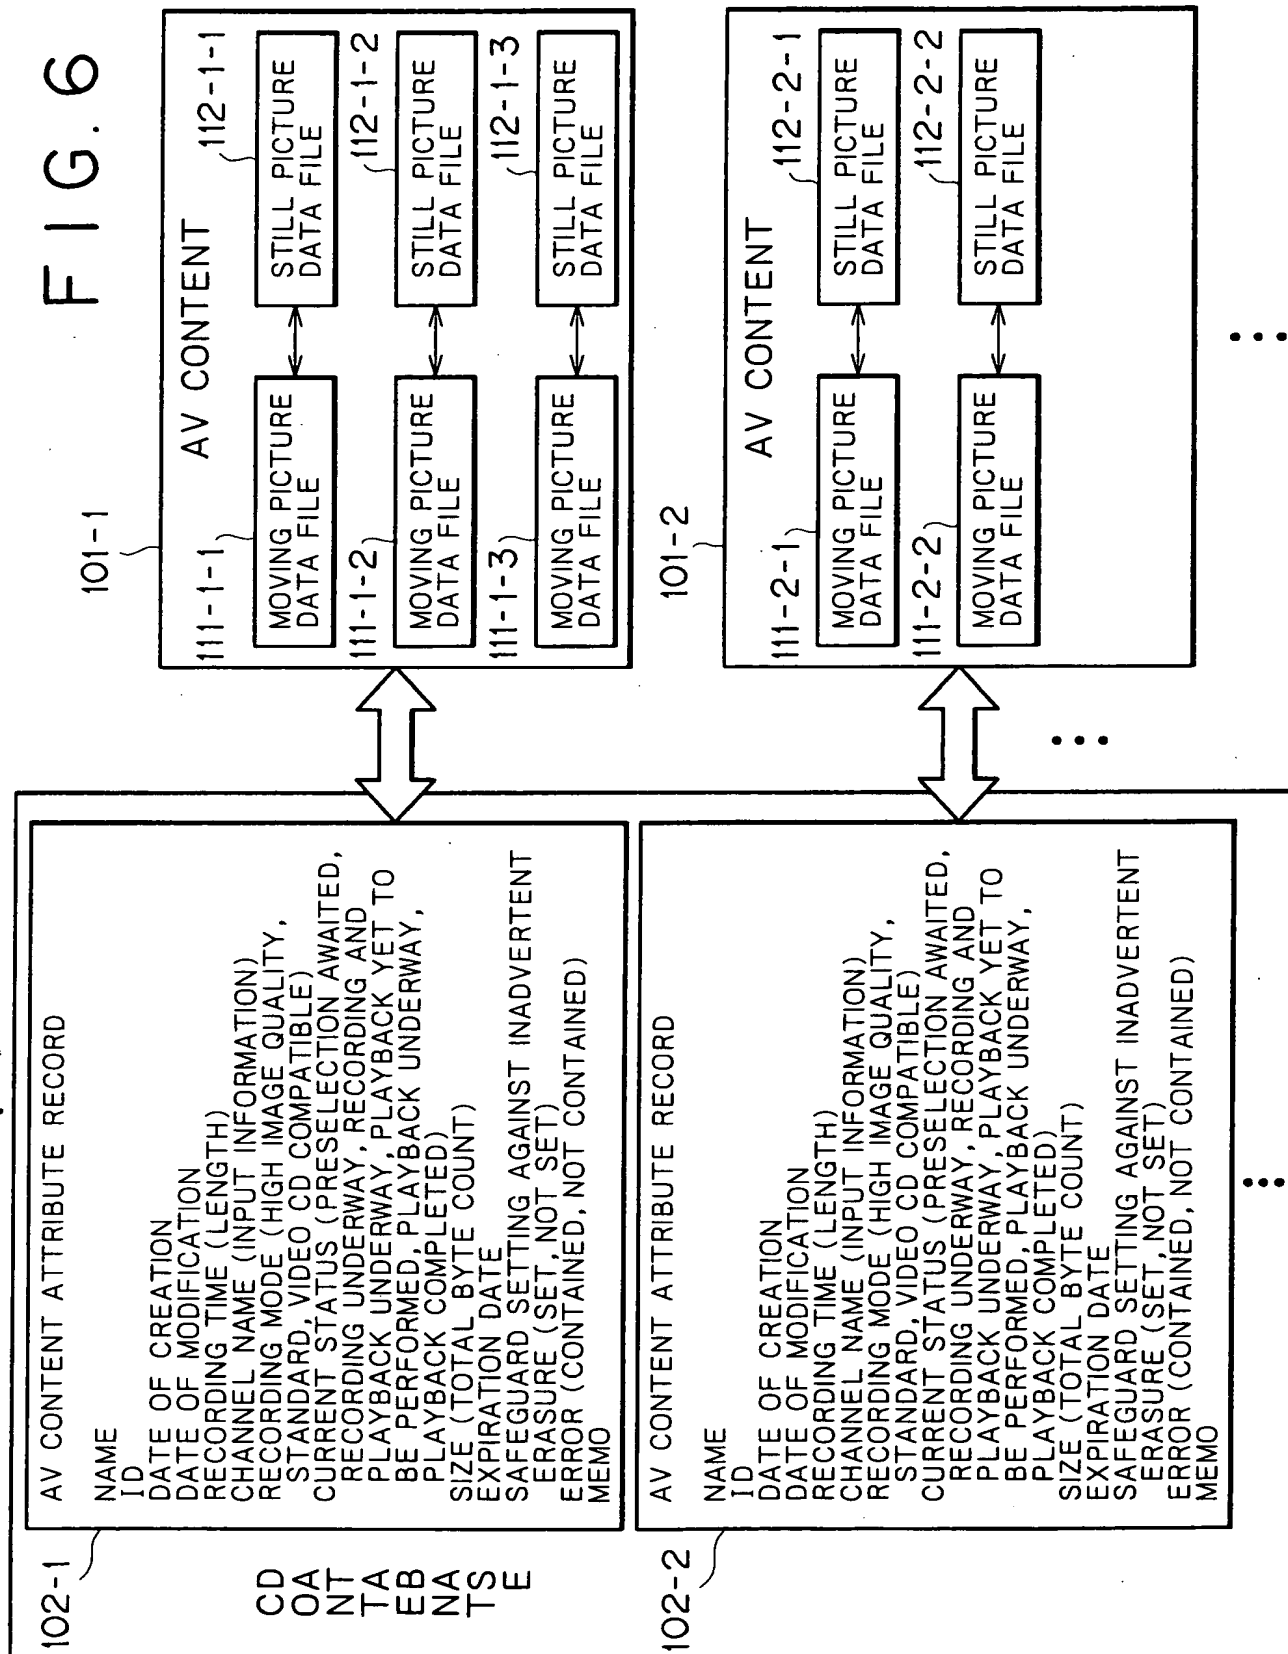 FIG. 6
102-1
AV CONTENT ATTRIBUTE RECORD
NAME
ID
DATE OF CREATION
DATE OF MODIFICATION
RECORDING TIME (LENGTH)
CHANNEL NAME (INPUT INFORMATION)
RECORDING MODE (HIGH IMAGE QUALITY,
STANDARD, VIDEO CD COMPATIBLE)
CURRENT STATUS (PRESELECTION AWAITED,
RECORDING UNDERWAY, RECORDING AND
PLAYBACK UNDERWAY, PLAYBACK YET TO
BE PERFORMED, PLAYBACK UNDERWAY,
PLAYBACK COMPLETED)
SIZE (TOTAL BYTE COUNT)
EXPIRATION DATE
SAFEGUARD SETTING AGAINST INADVERTENT
ERASURE (SET, NOT SET)
ERROR (CONTAINED, NOT CONTAINED)
MEMO
CONTENT
DATABASE
101-1
AV CONTENT
111-1-1
MOVING PICTURE
DATA FILE
112-1-1
STILL PICTURE
DATA FILE
111-1-2
MOVING PICTURE
DATA FILE
112-1-2
STILL PICTURE
DATA FILE
111-1-3
MOVING PICTURE
DATA FILE
112-1-3
STILL PICTURE
DATA FILE
102-2
AV CONTENT ATTRIBUTE RECORD
NAME
ID
DATE OF CREATION
DATE OF MODIFICATION
RECORDING TIME (LENGTH)
CHANNEL NAME (INPUT INFORMATION)
RECORDING MODE (HIGH IMAGE QUALITY,
STANDARD, VIDEO CD COMPATIBLE)
CURRENT STATUS (PRESELECTION AWAITED,
RECORDING UNDERWAY, RECORDING AND
PLAYBACK UNDERWAY, PLAYBACK YET TO
BE PERFORMED, PLAYBACK UNDERWAY,
PLAYBACK COMPLETED)
SIZE (TOTAL BYTE COUNT)
EXPIRATION DATE
SAFEGUARD SETTING AGAINST INADVERTENT
ERASURE (SET, NOT SET)
ERROR (CONTAINED, NOT CONTAINED)
MEMO
101-2
AV CONTENT
111-2-1
MOVING PICTURE
DATA FILE
112-2-1
STILL PICTURE
DATA FILE
111-2-2
MOVING PICTURE
DATA FILE
112-2-2
STILL PICTURE
DATA FILE